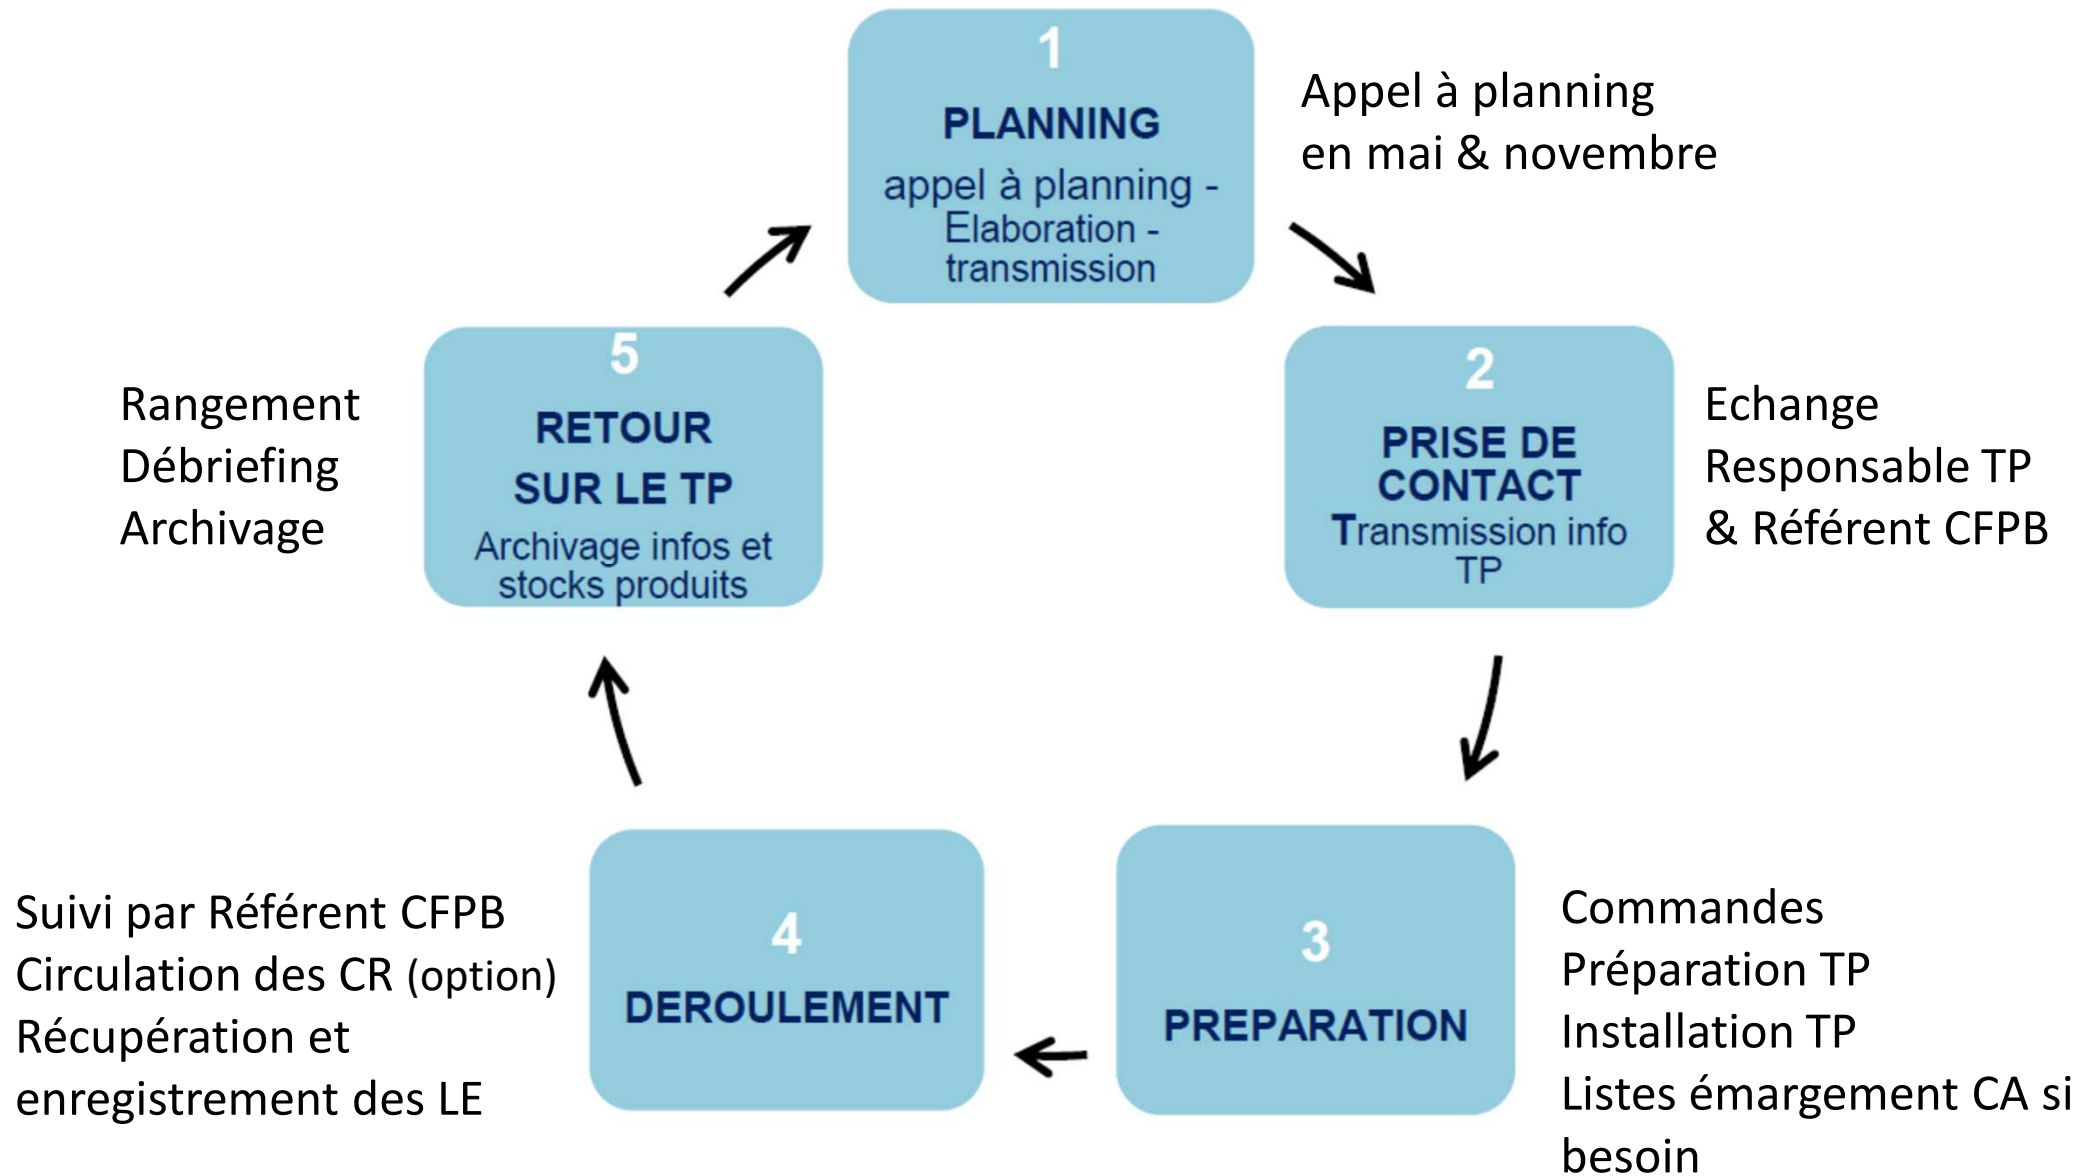 1
PLANNING
appel à planning -
Elaboration -
transmission
Appel à planning
en mai & novembre
2
PRISE DE
CONTACT
Transmission info
TP
Echange
Responsable TP
& Référent CFPB
3
PREPARATION
Commandes
Préparation TP
Installation TP
Listes émargement CA si
besoin
4
DEROULEMENT
Suivi par Référent CFPB
Circulation des CR (option)
Récupération et
enregistrement des LE
5
RETOUR
SUR LE TP
Archivage infos et
stocks produits
Rangement
Débriefing
Archivage